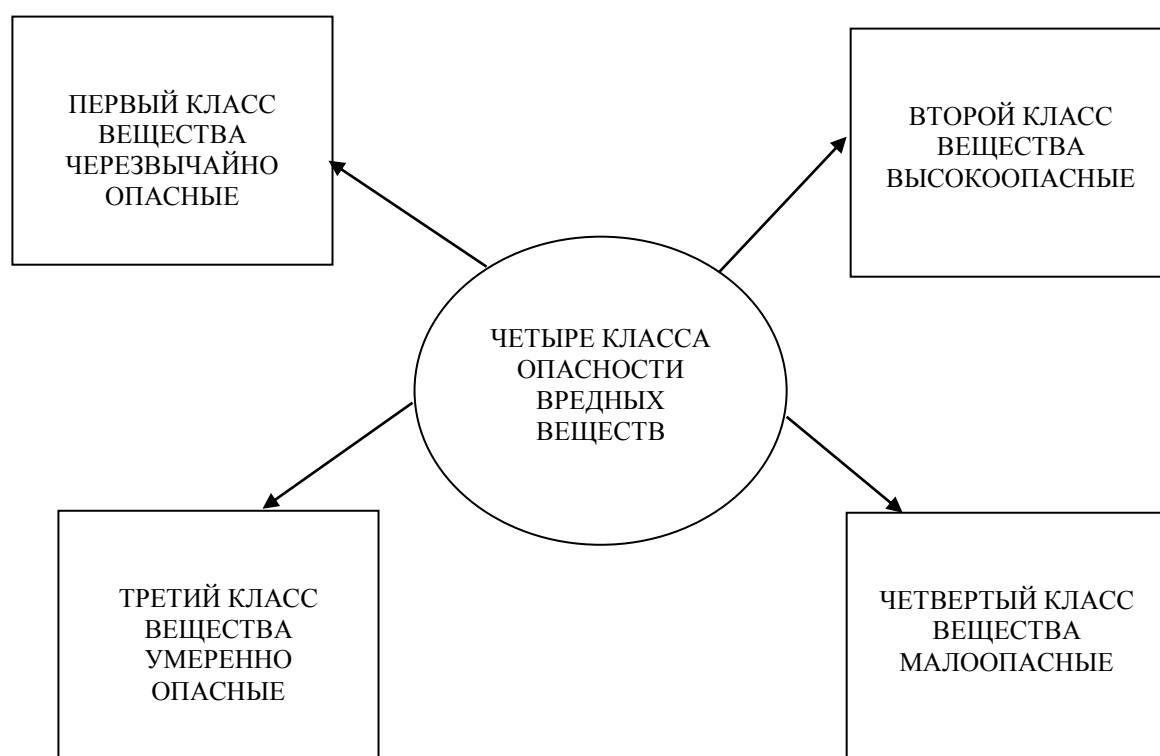 ПЕРВЫЙ КЛАСС
ВЕЩЕСТВА
ЧЕРЕЗВЫЧАЙНО
ОПАСНЫЕ
ВТОРОЙ КЛАСС
ВЕЩЕСТВА
ВЫСОКООПАСНЫЕ
ЧЕТЫРЕ КЛАССА
ОПАСНОСТИ
ВРЕДНЫХ
ВЕЩЕСТВ
ТРЕТИЙ КЛАСС
ВЕЩЕСТВА
УМЕРЕННО
ОПАСНЫЕ
ЧЕТВЕРТЫЙ КЛАСС
ВЕЩЕСТВА
МАЛООПАСНЫЕ